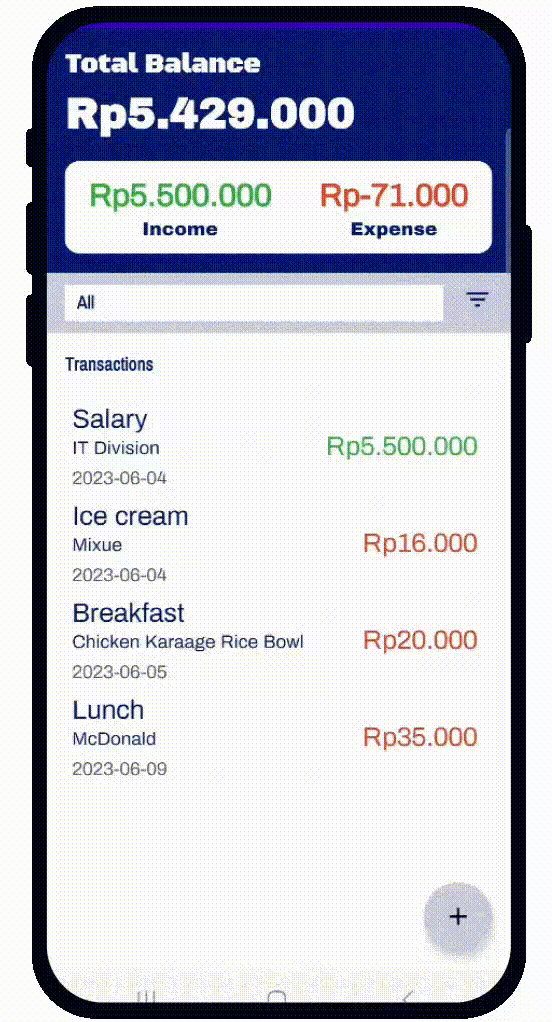 Total Balance
Rp5.429.000
Rp5.500.000 Rp-71.000
Income Expense
All
Transactions
Salary
IT Division Rp5.500.000
2023-06-04
Ice cream
Mixue Rp16.000
2023-06-04
Breakfast
Chicken Karaage Rice Bowl Rp20.000
2023-06-05
Lunch
McDonald Rp35.000
2023-06-09
+